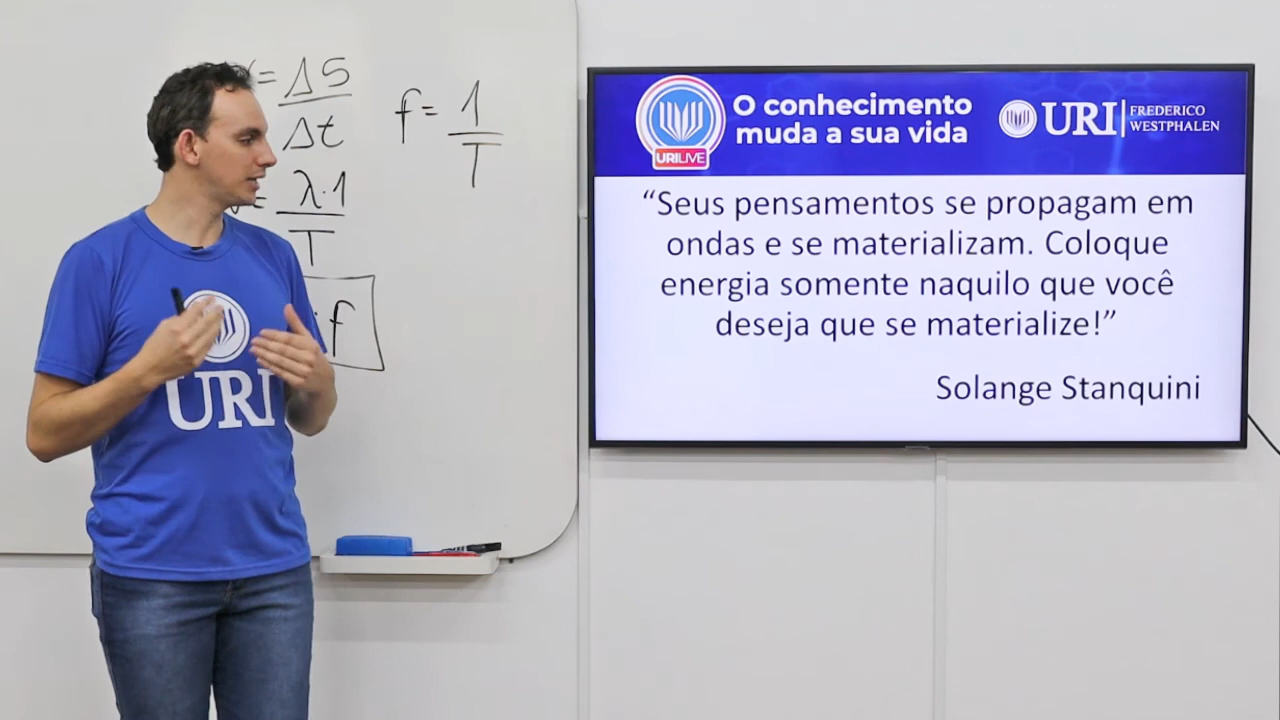 = ΔS
Δt
f= 1
T
= λ·1
T
·f
URI
URILIVE
O conhecimento
muda a sua vida
URI FREDERICO
WESTPHALEN
“Seus pensamentos se propagam em
ondas e se materializam. Coloque
energia somente naquilo que você
deseja que se materialize!”
Solange Stanquini